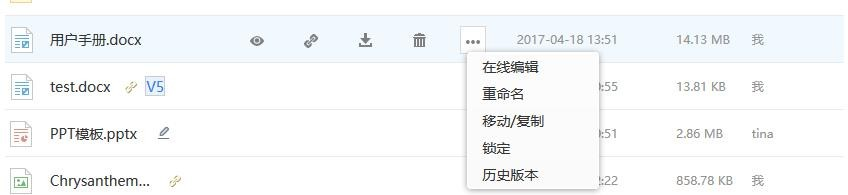 用户手册.docx ••• 2017-04-18 13:51 14.13 MB 我
在线编辑
test.docx V5 :55 13.81 KB 我
重命名
移动/复制
PPT模板.pptx :51 2.86 MB tina
锁定
历史版本
Chrysanthem... :22 858.78 KB 我